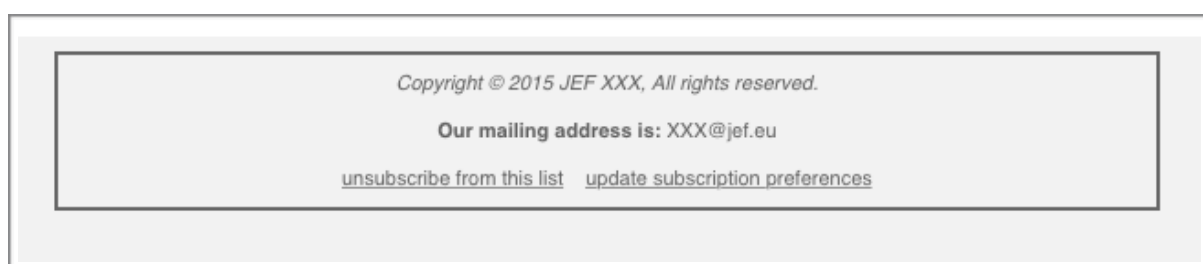 Copyright © 2015 JEF XXX, All rights reserved.
Our mailing address is: XXX@jef.eu
unsubscribe from this list update subscription preferences